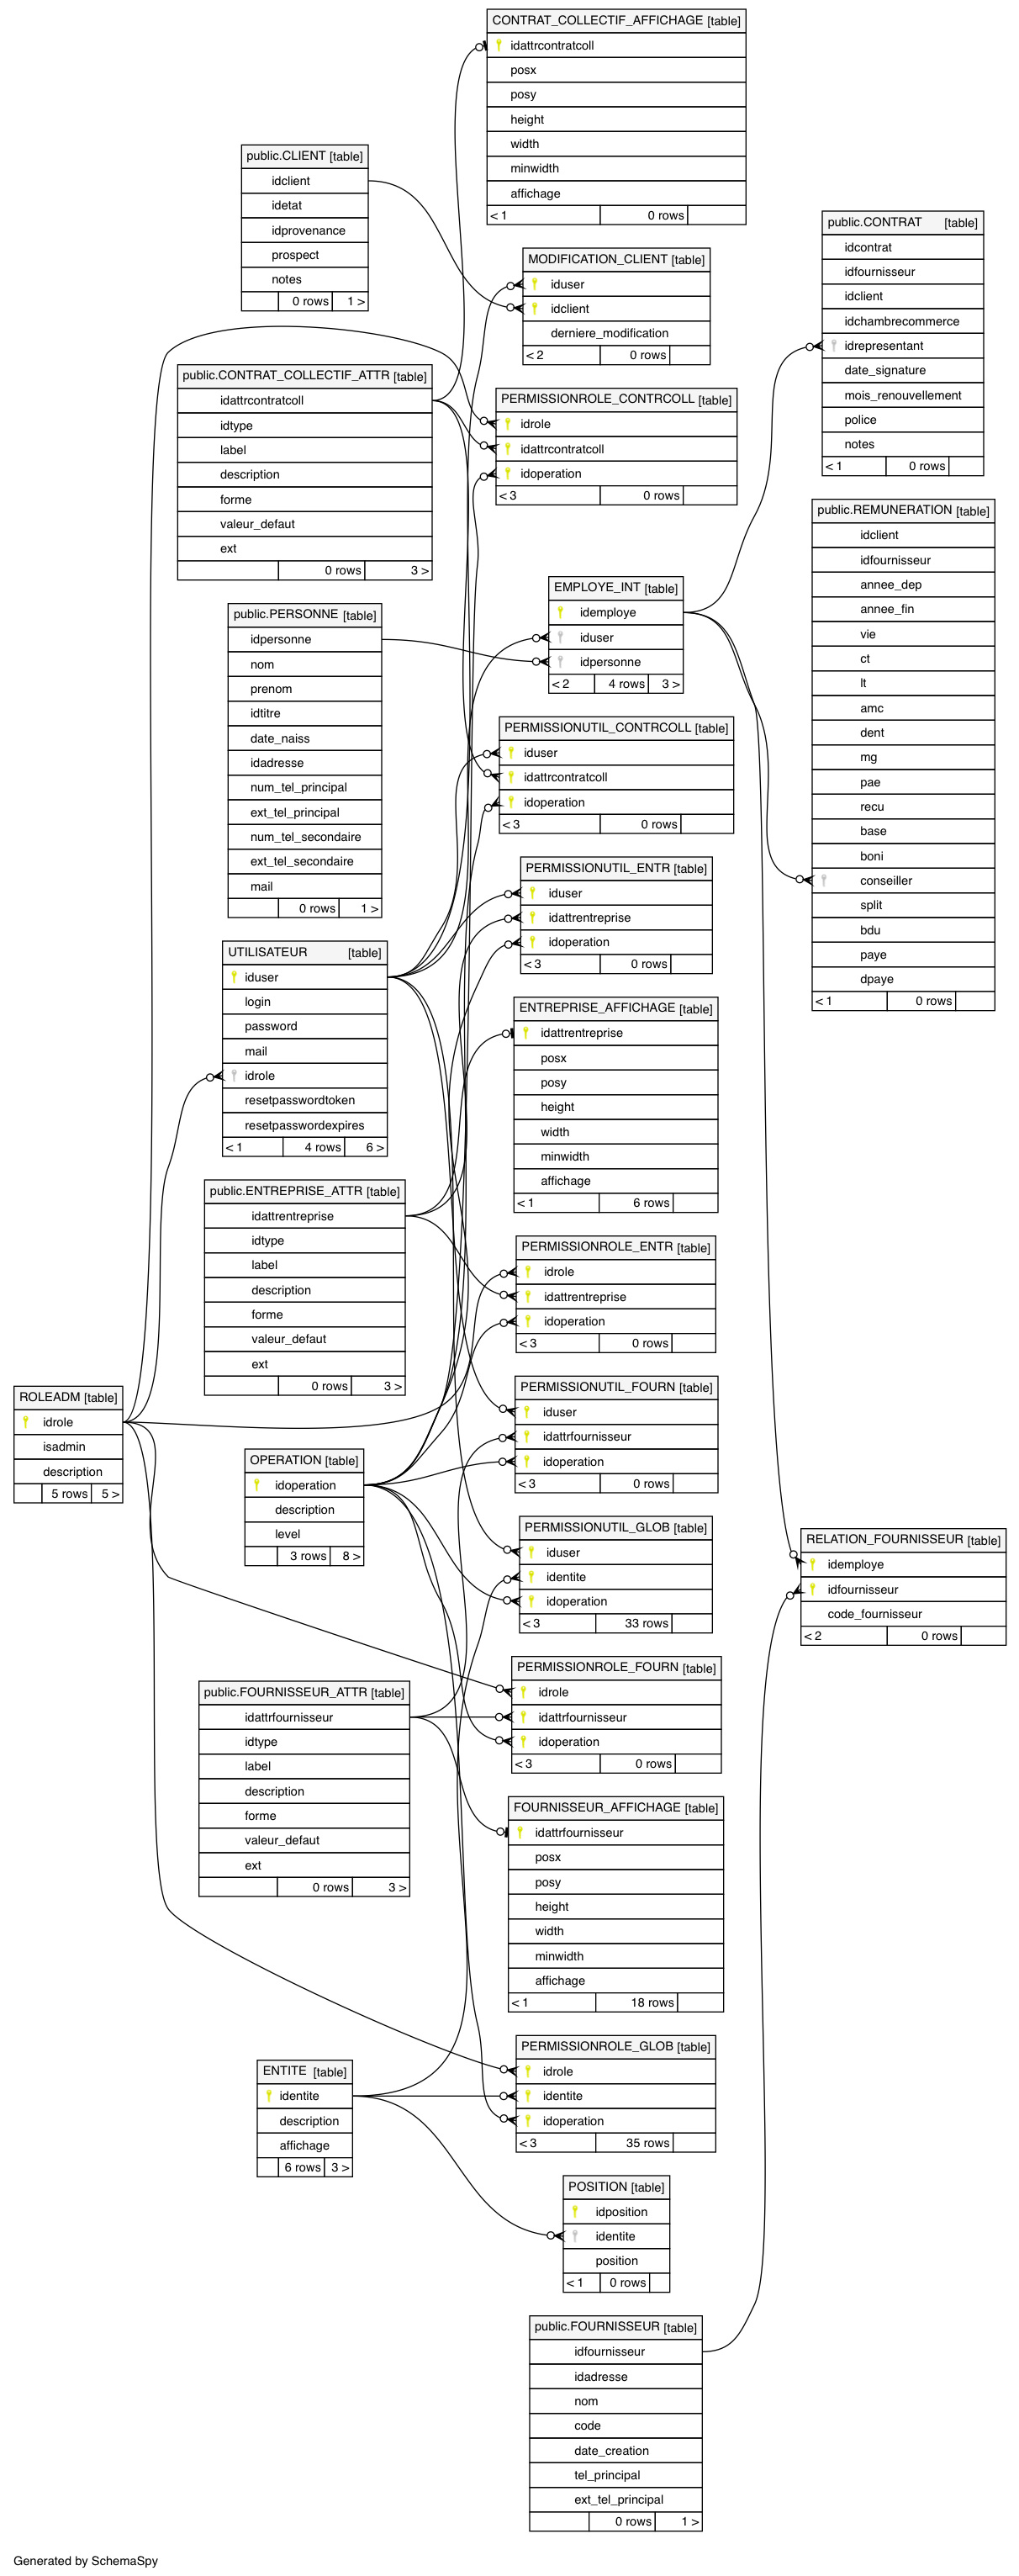 CONTRAT_COLLECTIF_AFFICHAGE [table]
idattrcontratcoll
posx
posy
height
width
minwidth
affichage
< 1 0 rows
public.CLIENT [table]
idclient
idetat
idprovenance
prospect
notes
0 rows 1 >
public.CONTRAT [table]
idcontrat
idfournisseur
idclient
idchambrecommerce
idrepresentant
date_signature
mois_renouvellement
police
notes
< 1 0 rows
MODIFICATION_CLIENT [table]
iduser
idclient
derniere_modification
< 2 0 rows
public.CONTRAT_COLLECTIF_ATTR [table]
idattrcontratcoll
idtype
label
description
forme
valeur_defaut
ext
0 rows 3 >
PERMISSIONROLE_CONTRCOLL [table]
idrole
idattrcontratcoll
idoperation
< 3 0 rows
public.REMUNERATION [table]
idclient
idfournisseur
annee_dep
annee_fin
vie
ct
lt
amc
dent
mg
pae
recu
base
boni
conseiller
split
bdu
paye
dpaye
< 1 0 rows
EMPLOYE_INT [table]
idemploye
iduser
idpersonne
< 2 4 rows 3 >
public.PERSONNE [table]
idpersonne
nom
prenom
idtitre
date_naiss
idadresse
num_tel_principal
ext_tel_principal
num_tel_secondaire
ext_tel_secondaire
mail
0 rows 1 >
PERMISSIONUTIL_CONTRCOLL [table]
iduser
idattrcontratcoll
idoperation
< 3 0 rows
PERMISSIONUTIL_ENTR [table]
iduser
idattrentreprise
idoperation
< 3 0 rows
UTILISATEUR [table]
iduser
login
password
mail
idrole
resetpasswordtoken
resetpasswordexpires
< 1 4 rows 6 >
ENTREPRISE_AFFICHAGE [table]
idattrentreprise
posx
posy
height
width
minwidth
affichage
< 1 6 rows
public.ENTREPRISE_ATTR [table]
idattrentreprise
idtype
label
description
forme
valeur_defaut
ext
0 rows 3 >
PERMISSIONROLE_ENTR [table]
idrole
idattrentreprise
idoperation
< 3 0 rows
ROLEADM [table]
idrole
isadmin
description
5 rows 5 >
PERMISSIONUTIL_FOURN [table]
iduser
idattrfournisseur
idoperation
< 3 0 rows
OPERATION [table]
idoperation
description
level
3 rows 8 >
PERMISSIONUTIL_GLOB [table]
iduser
identite
idoperation
< 3 33 rows
RELATION_FOURNISSEUR [table]
idemploye
idfournisseur
code_fournisseur
< 2 0 rows
PERMISSIONROLE_FOURN [table]
idrole
idattrfournisseur
idoperation
< 3 0 rows
public.FOURNISSEUR_ATTR [table]
idattrfournisseur
idtype
label
description
forme
valeur_defaut
ext
0 rows 3 >
FOURNISSEUR_AFFICHAGE [table]
idattrfournisseur
posx
posy
height
width
minwidth
affichage
< 1 18 rows
PERMISSIONROLE_GLOB [table]
idrole
identite
idoperation
< 3 35 rows
ENTITE [table]
identite
description
affichage
6 rows 3 >
POSITION [table]
idposition
identite
position
< 1 0 rows
public.FOURNISSEUR [table]
idfournisseur
idadresse
nom
code
date_creation
tel_principal
ext_tel_principal
0 rows 1 >
Generated by SchemaSpy